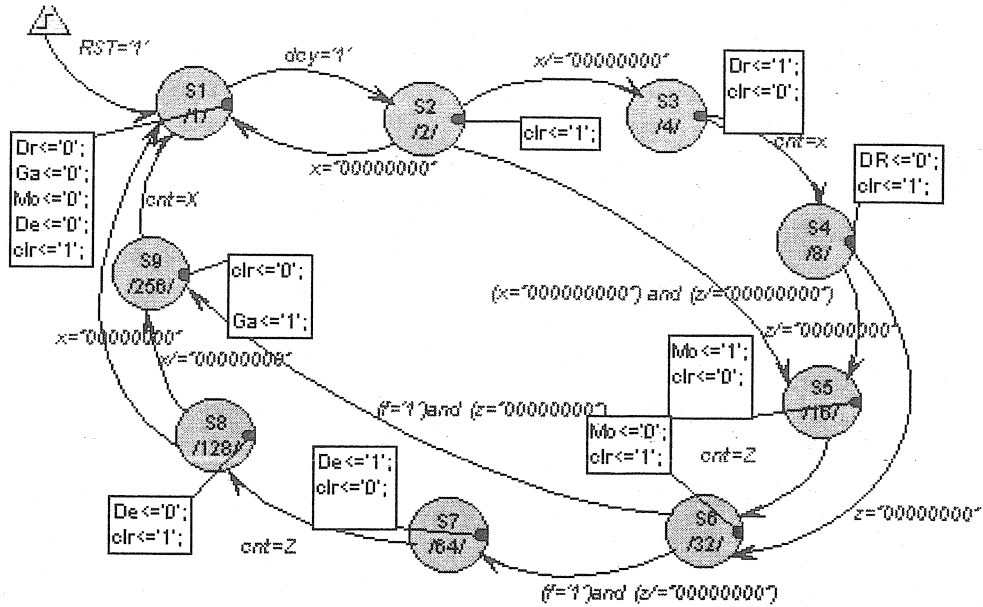 RST='1'
dcy='1'
x/="00000000"
S1
/1/
S2
/2/
S3
/4/
Dr<='1';
clr<='0';
clr<='1';
x="00000000"
cnt=x
DR<='0';
clr<='1';
Dr<='0';
Ga<='0';
Mo<='0';
De<='0';
clr<='1';
cnt=X
S4
/8/
S9
/256/
clr<='0';
Ga<='1';
(x="000000000") and (z/="00000000")
z/="00000000"
x="00000000"
x/="00000000"
Mo<='1';
clr<='0';
S5
/16/
(f='1')and (z="00000000")
S8
/128/
Mo<='0';
clr<='1';
cnt=Z
De<='1';
clr<='0';
De<='0';
clr<='1';
S7
/64/
S6
/32/
z="00000000"
cnt=Z
(f='1')and (z/="00000000")